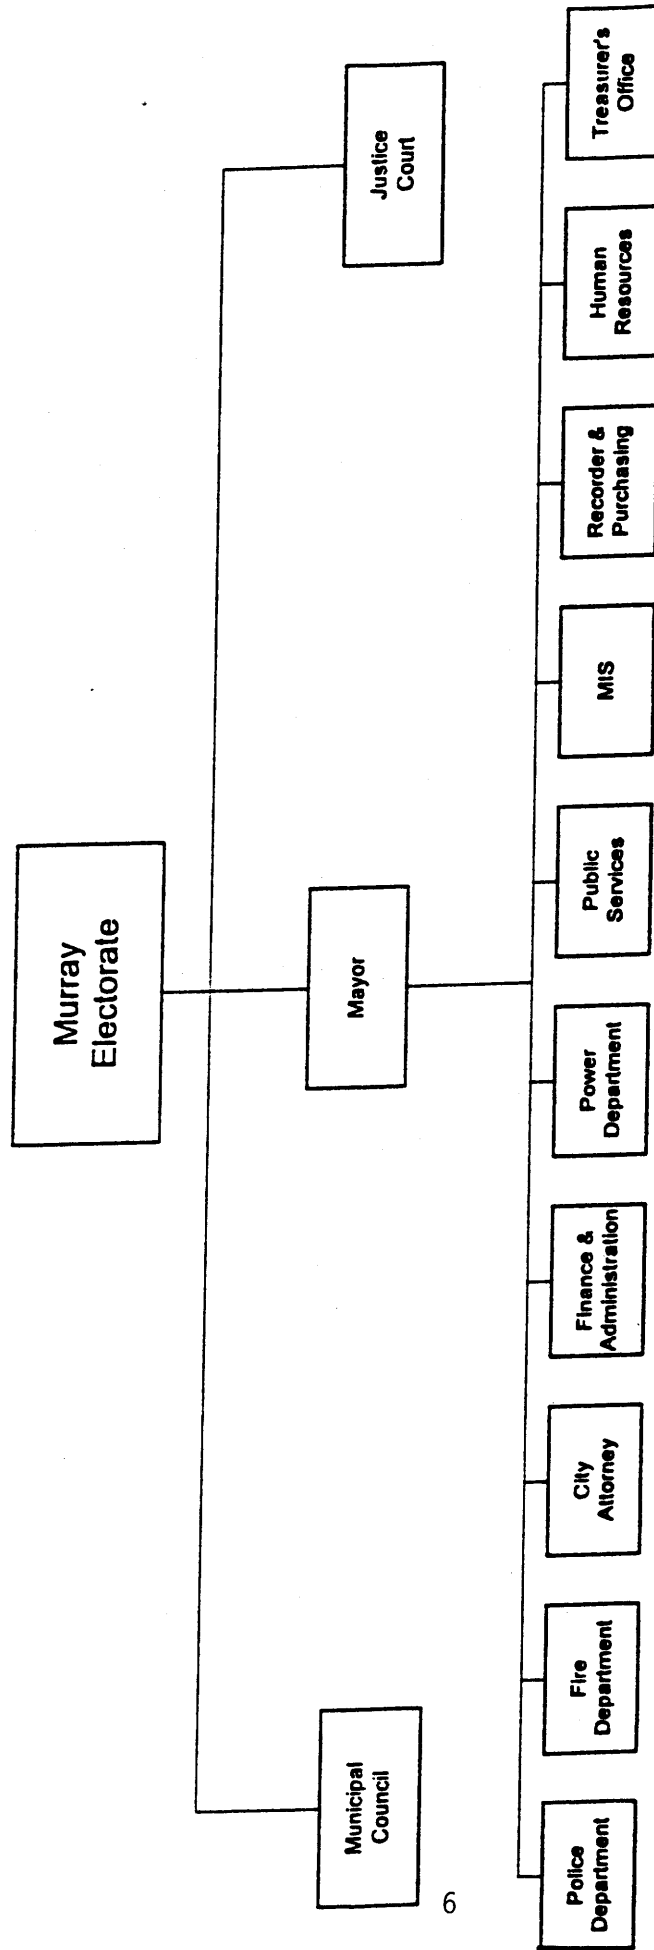 Murray
Electorate
Municipal
Council
Mayor
Justice
Court
Police
Department
Fire
Department
City
Attorney
Finance &
Administration
Power
Department
Public
Services
MIS
Recorder &
Purchasing
Human
Resources
Treasurer's
Office
6